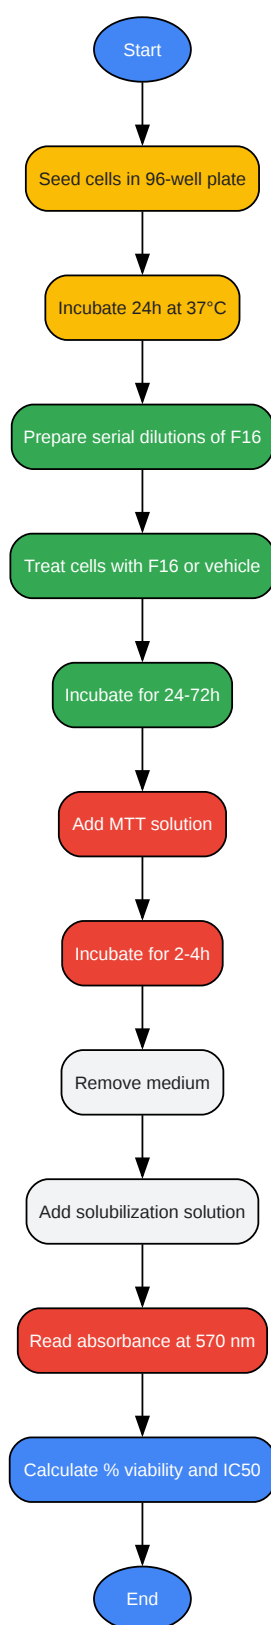 Start
Seed cells in 96-well plate
Incubate 24h at 37°C
Prepare serial dilutions of F16
Treat cells with F16 or vehicle
Incubate for 24-72h
Add MTT solution
Incubate for 2-4h
Remove medium
Add solubilization solution
Read absorbance at 570 nm
Calculate % viability and IC50
End